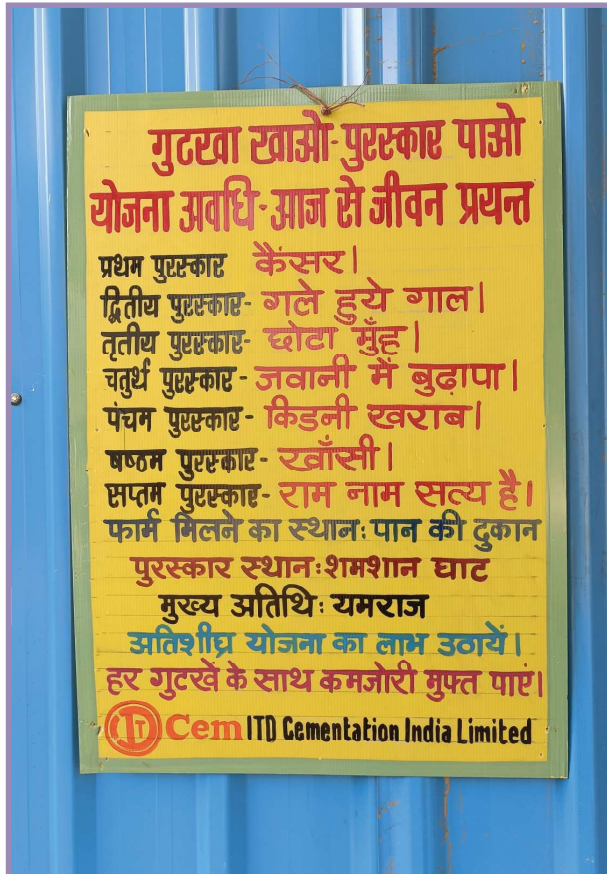 गुटखा खाओ-पुरस्कार पाओ
योजना अवधि-आज से जीवन प्रयन्त
प्रथम पुरस्कार कैंसर।
द्वितीय पुरस्कार- गले हुये गाल।
तृतीय पुरस्कार- छोटा मुँह।
चतुर्थ पुरस्कार- जवानी में बुढ़ापा।
पंचम पुरस्कार- किडनी खराब।
षष्ठम पुरस्कार- खाँसी।
सप्तम पुरस्कार- राम नाम सत्य है।
फार्म मिलने का स्थान:पान की दुकान
पुरस्कार स्थान:शमशान घाट
मुख्य अतिथि: यमराज
अतिशीघ्र योजना का लाभ उठायें।
हर गुटखें के साथ कमजोरी मुफ्त पाएं।
ITD Cem ITD Cementation India Limited